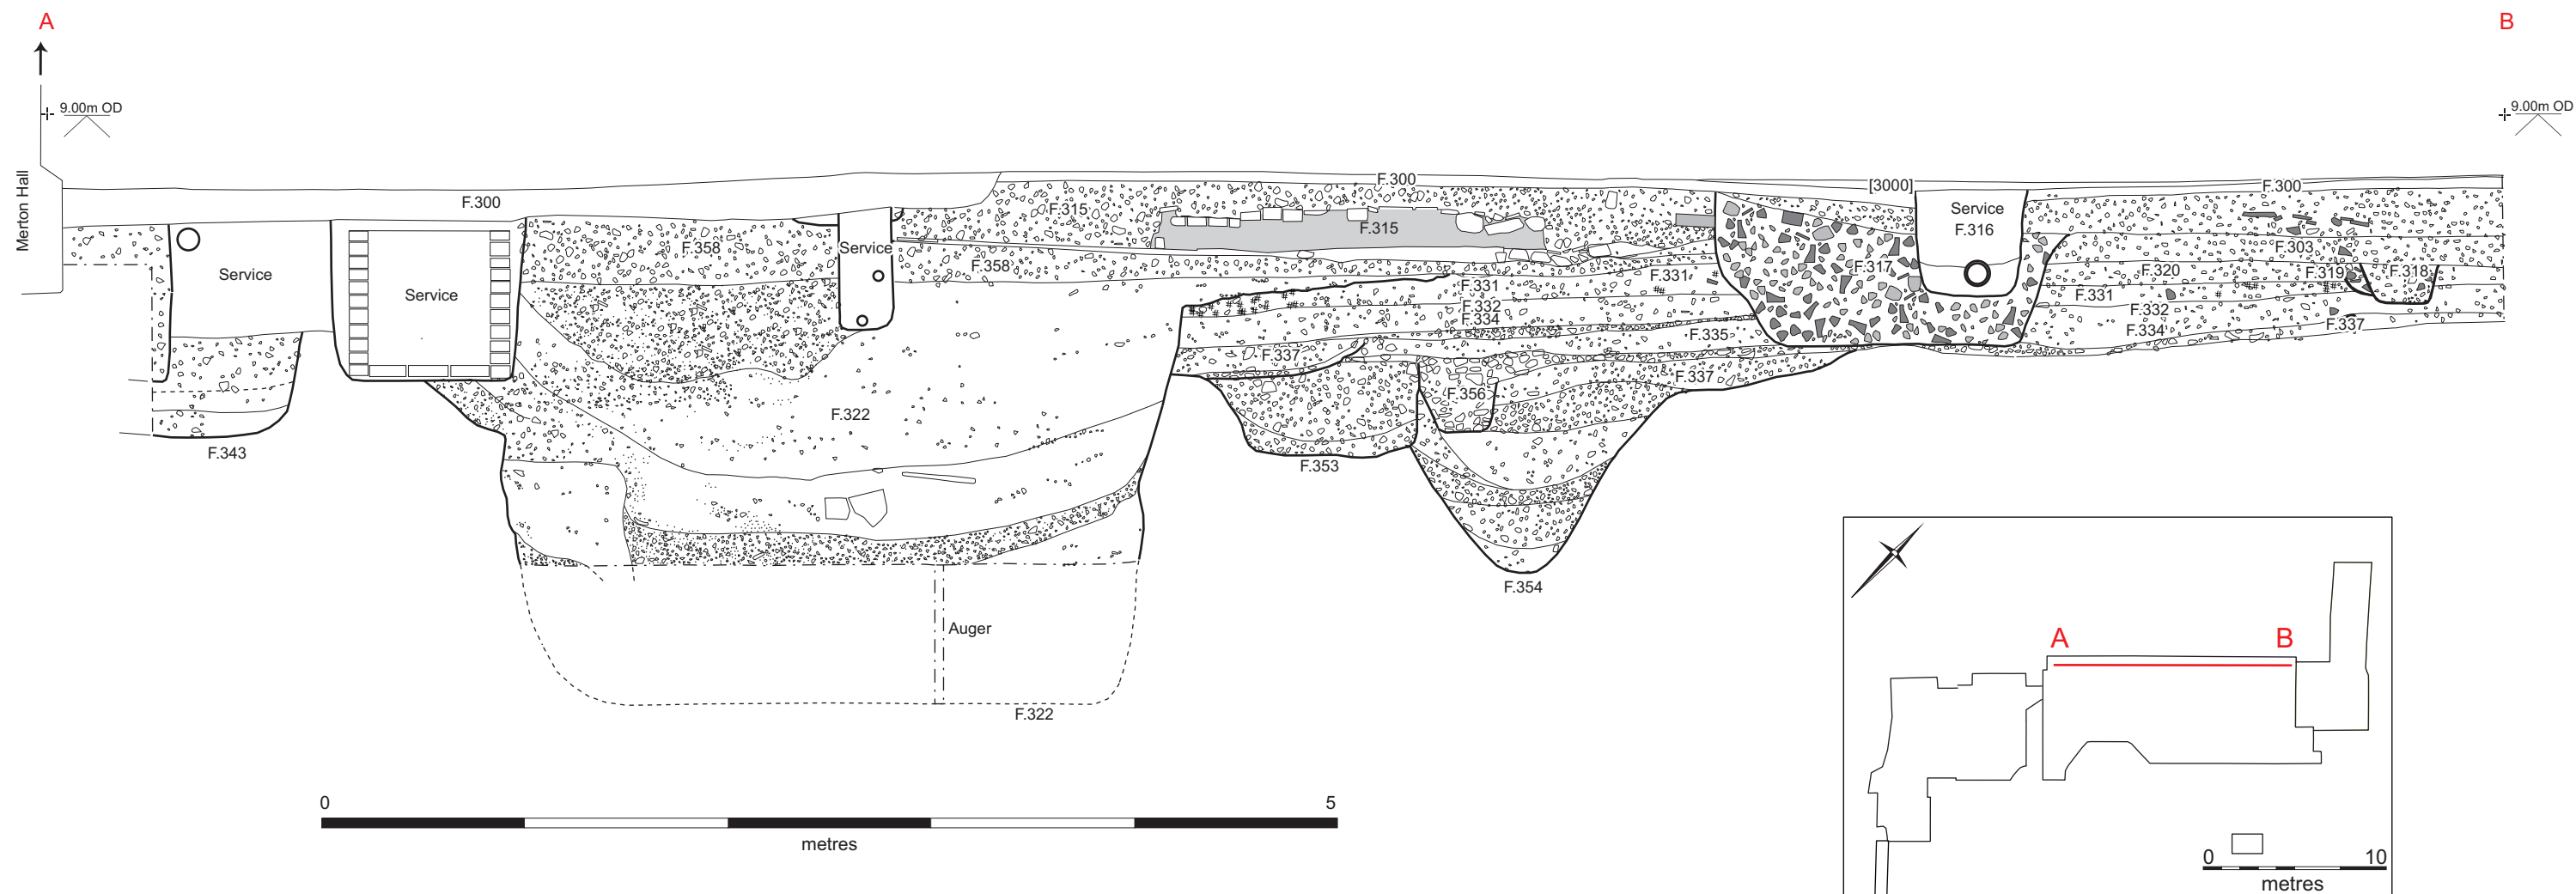 A
B
9.00m OD
9.00m OD
Merton Hall
F.300
F.300
[3000]
F.300
F.315
F.315
Service
F.316
F.358
Service
F.358
F.303
Service
Service
F.317
F.331
F.331
F.320
F.319
F.318
F.331
F.332
F.334
F.332
F.334
F.335
F.337
F.337
F.337
F.356
F.322
F.343
F.353
F.354
Auger
F.322
0
5
metres
A
B
0
10
metres